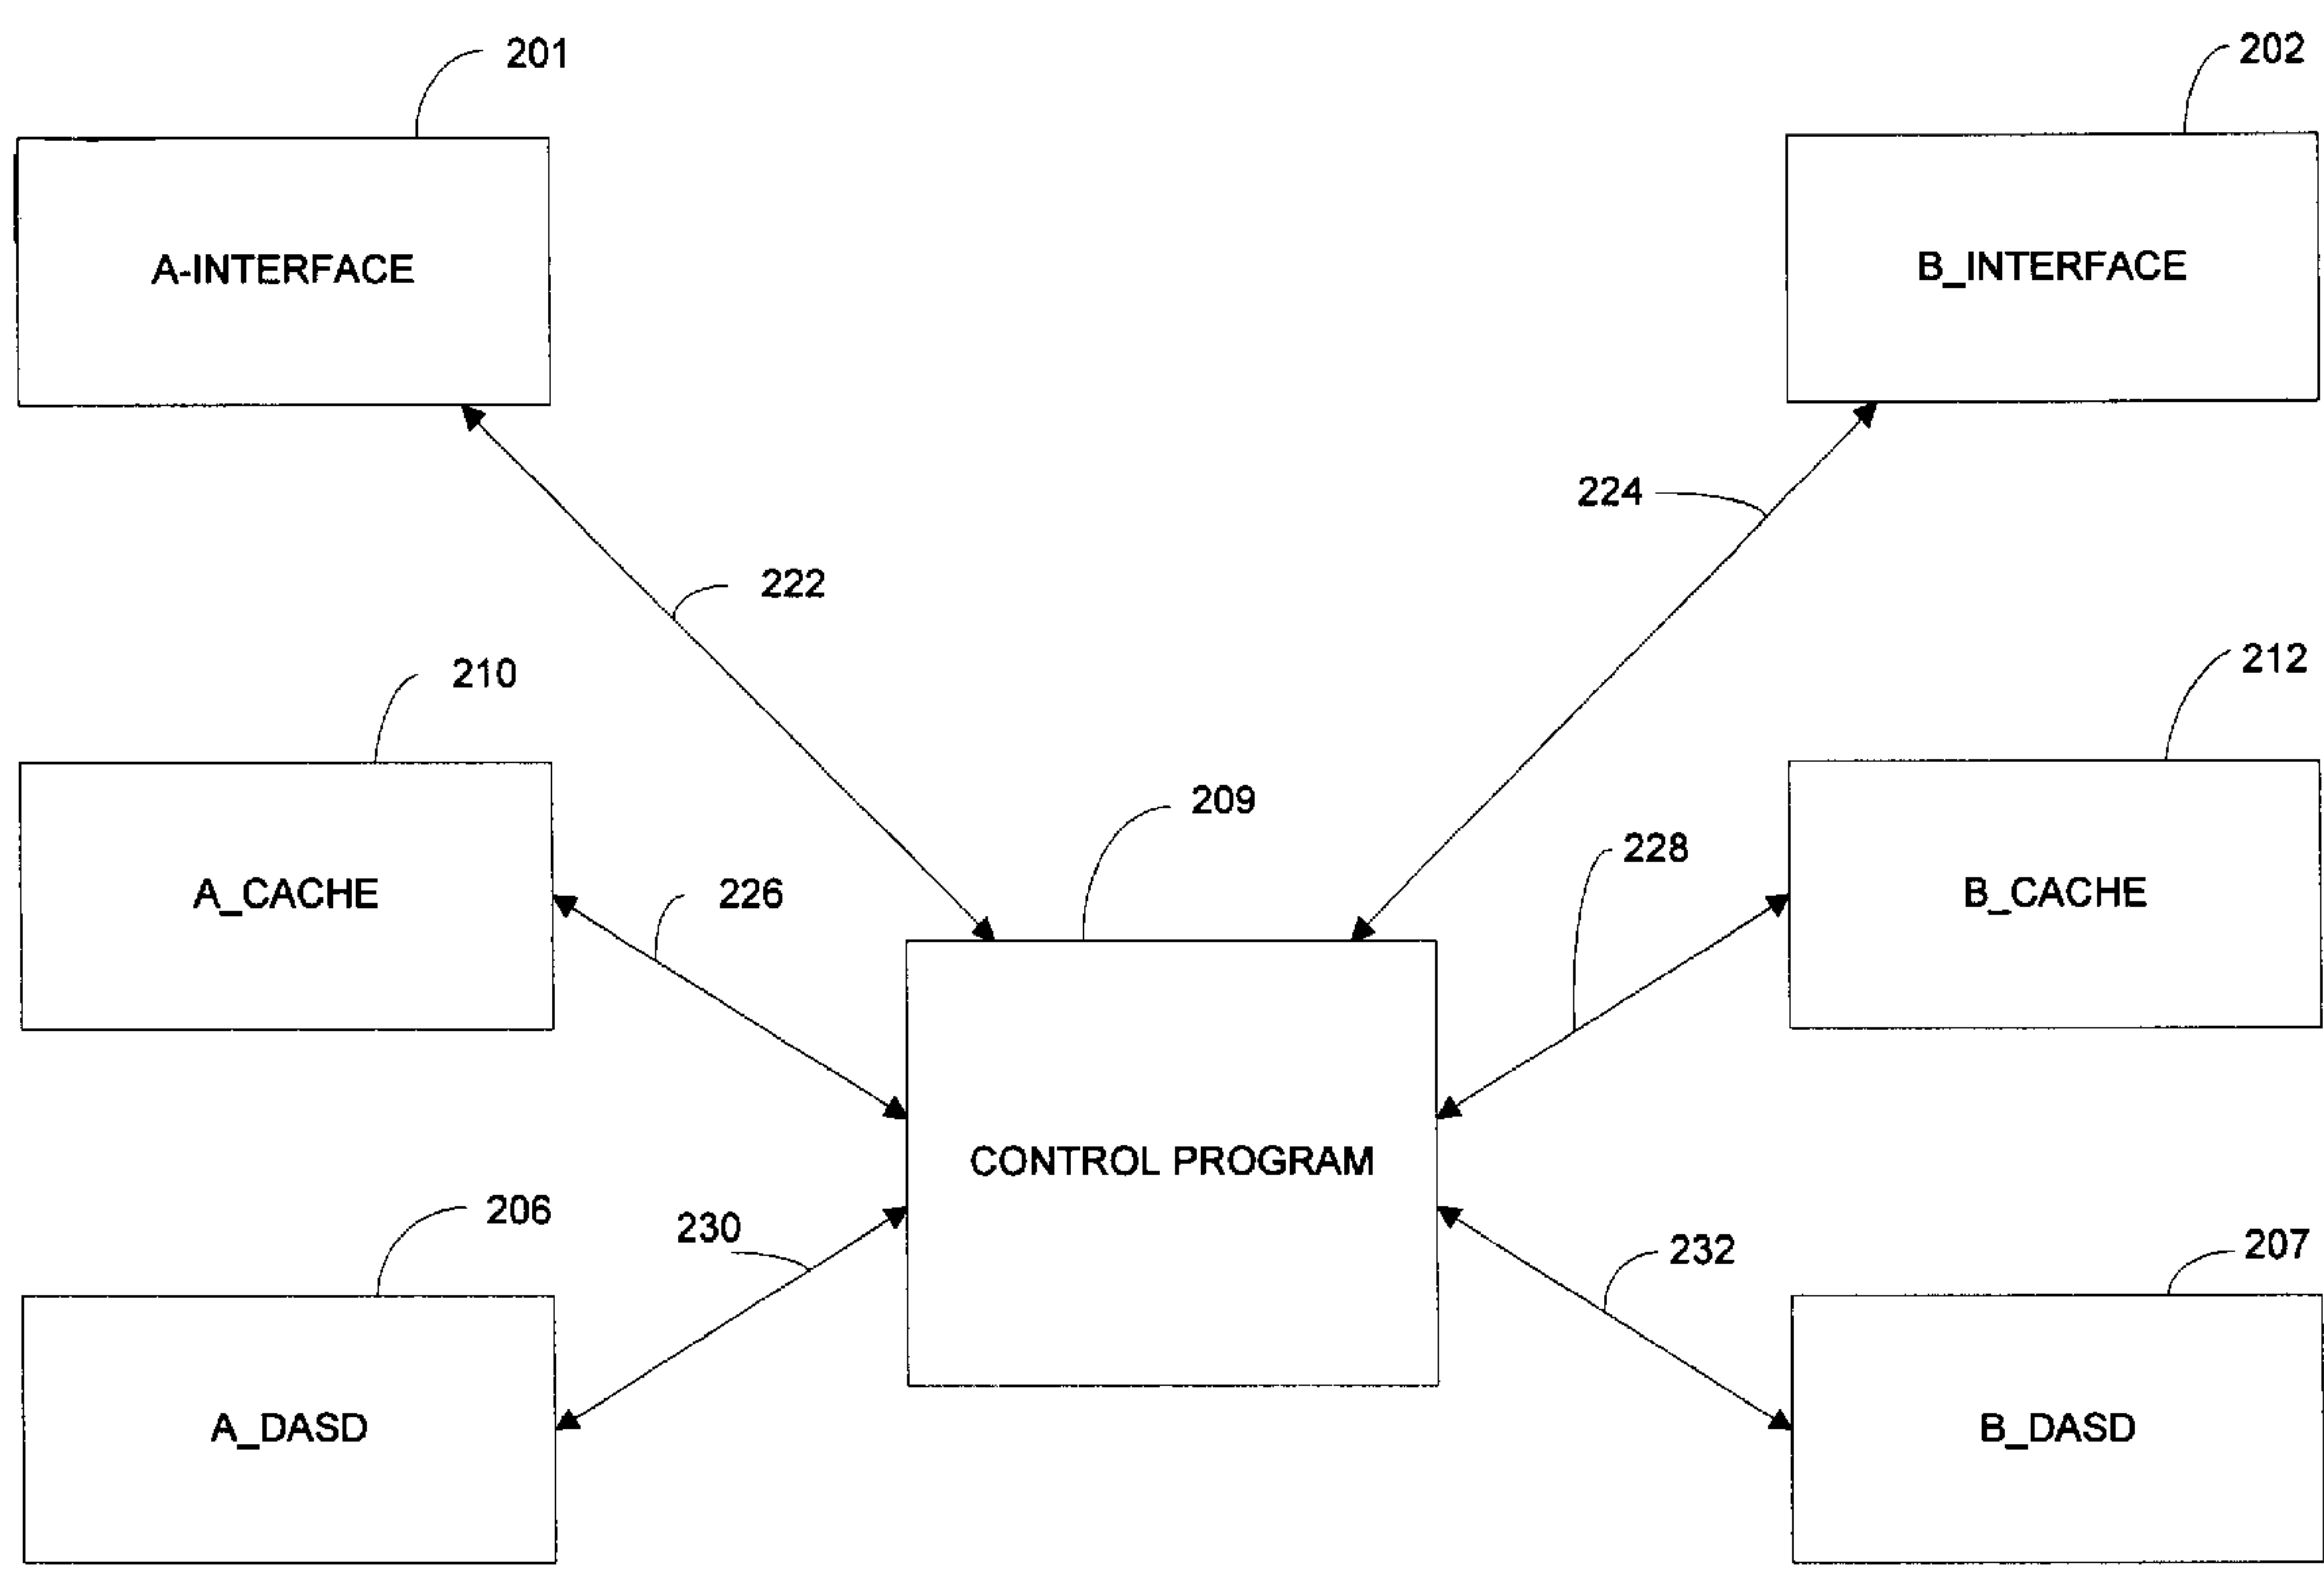 201
202
A-INTERFACE
B_INTERFACE
224
222
210
212
209
228
A_CACHE
226
B_CACHE
CONTROL PROGRAM
206
230
232
207
A_DASD
B_DASD